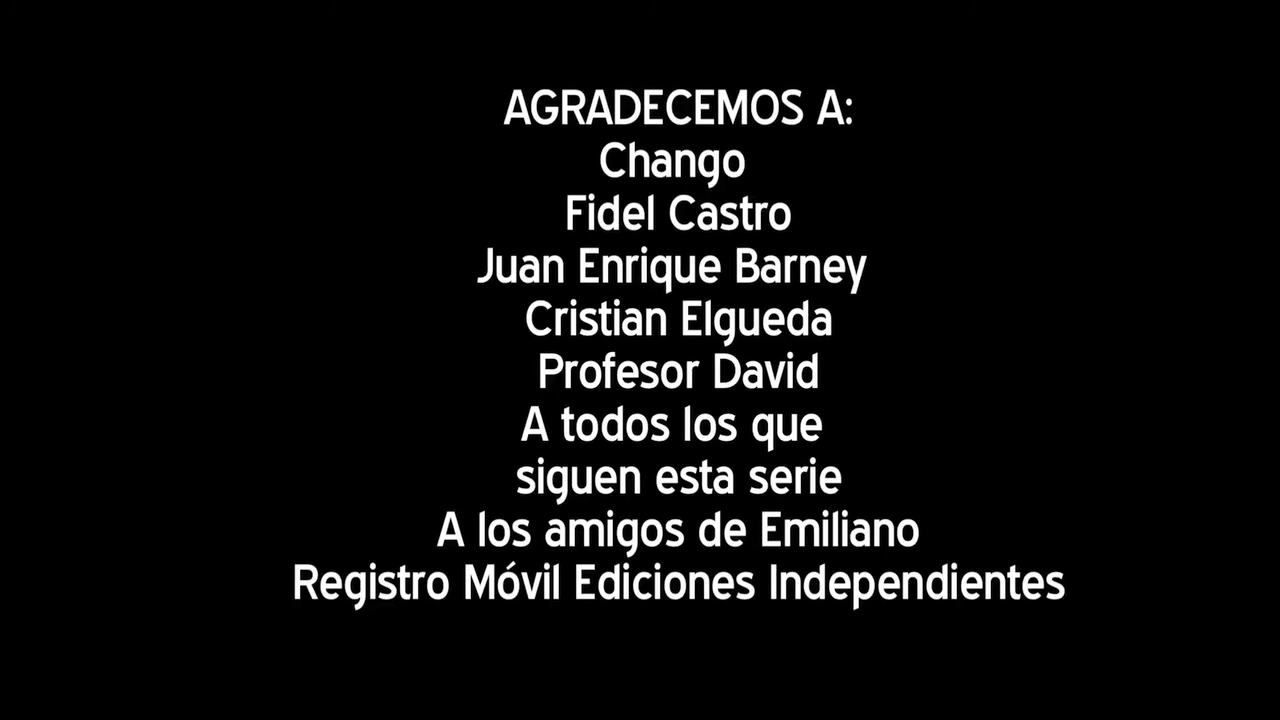 AGRADECEMOS A:
Chango
Fidel Castro
Juan Enrique Barney
Cristian Elgueda
Profesor David
A todos los que
siguen esta serie
A los amigos de Emiliano
Registro Móvil Ediciones Independientes